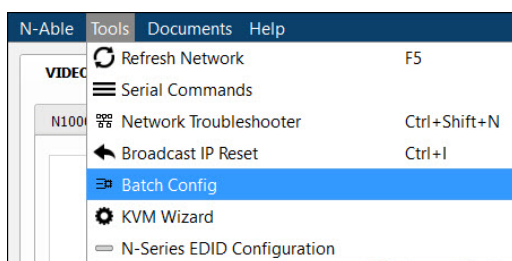 N-Able Tools Documents Help
VIDEO
Refresh Network F5
Serial Commands
N100
Network Troubleshooter Ctrl+Shift+N
Broadcast IP Reset Ctrl+I
Batch Config
KVM Wizard
N-Series EDID Configuration